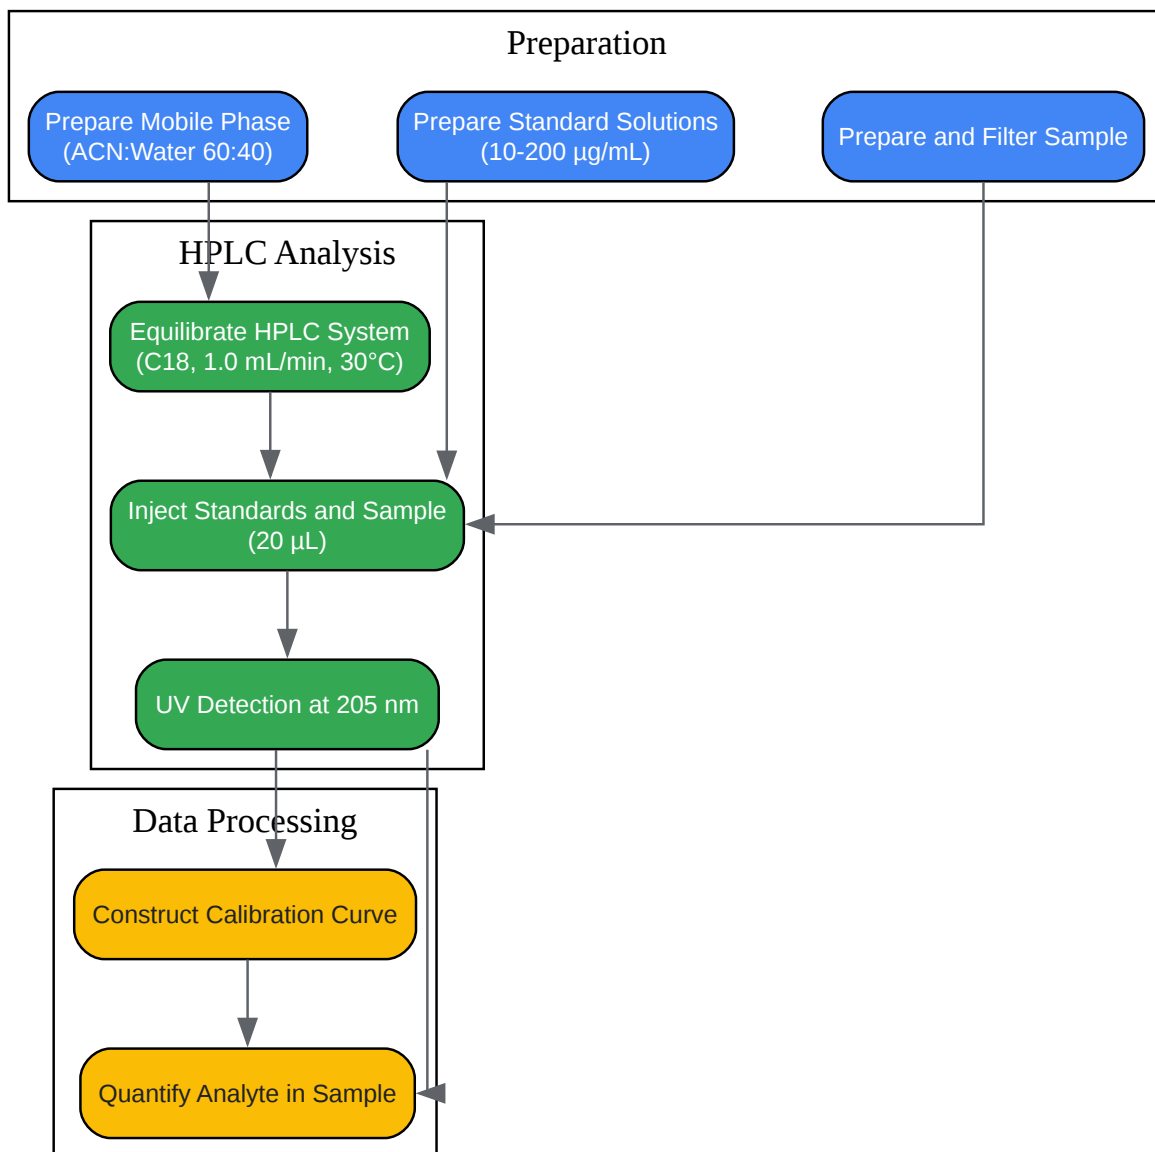 Preparation
Prepare Mobile Phase
(ACN:Water 60:40)
Prepare Standard Solutions
(10-200 µg/mL)
Prepare and Filter Sample
HPLC Analysis
Equilibrate HPLC System
(C18, 1.0 mL/min, 30°C)
Inject Standards and Sample
(20 µL)
UV Detection at 205 nm
Data Processing
Construct Calibration Curve
Quantify Analyte in Sample